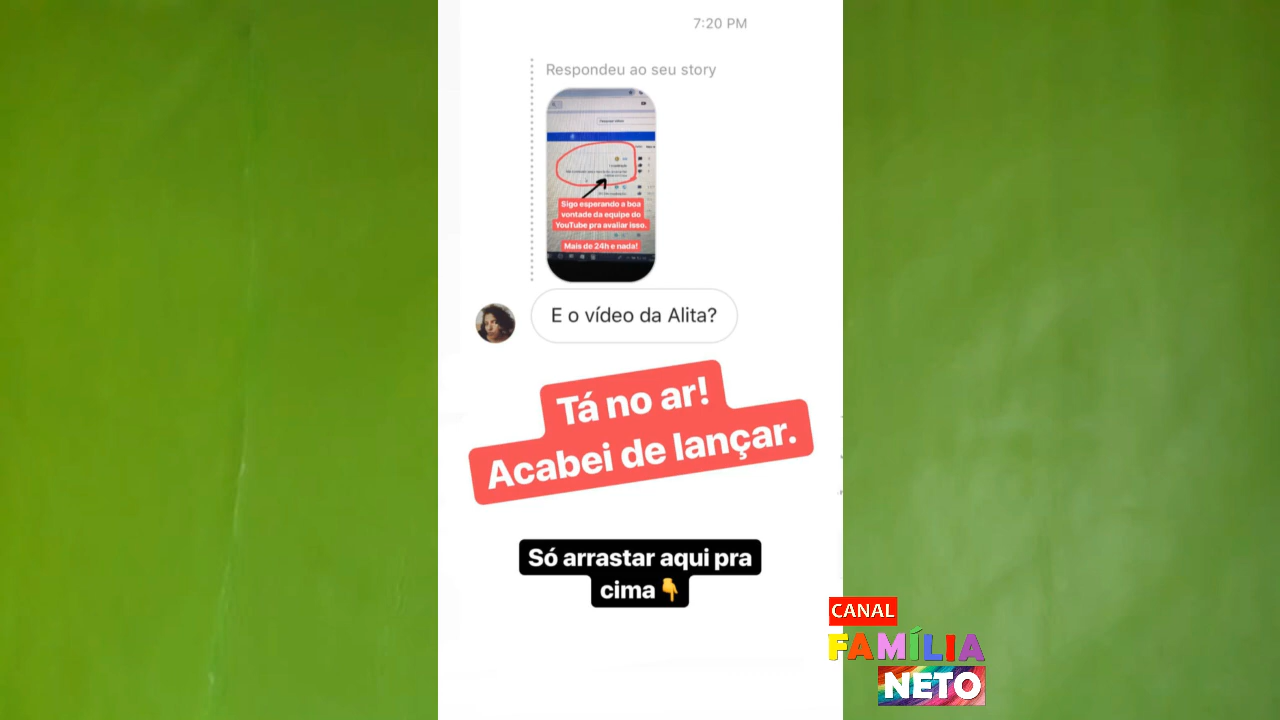 7:20 PM
Respondeu ao seu story
Sigo esperando a boa
vontade da equipe do
YouTube pra avaliar isso.
Mais de 24h e nada!
E o vídeo da Alita?
Tá no ar!
Acabei de lançar.
Só arrastar aqui pra
cima👇
CANAL
FAMÍLIA
NETO